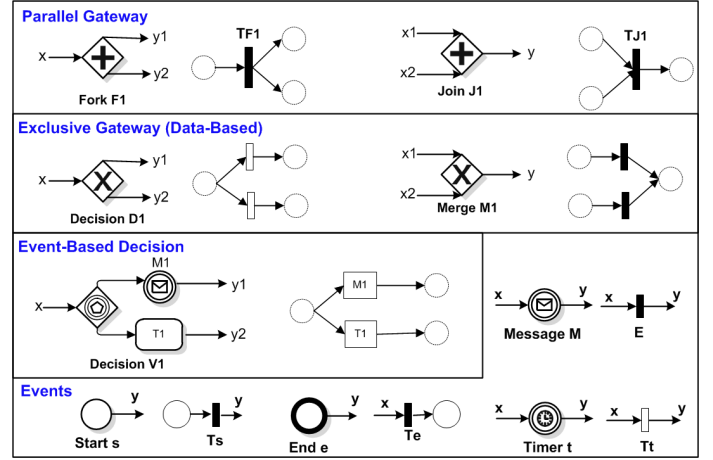 Parallel Gateway
x
y1
y2
Fork F1
TF1
x1
x2
y
Join J1
TJ1
Exclusive Gateway (Data-Based)
x
y1
y2
Decision D1
x1
x2
y
Merge M1
Event-Based Decision
M1
x
y1
T1
y2
Decision V1
M1
T1
x
y
Message M
x
y
E
Events
y
Start s
y
Ts
y
End e
x
Te
x
y
Timer t
x
y
Tt